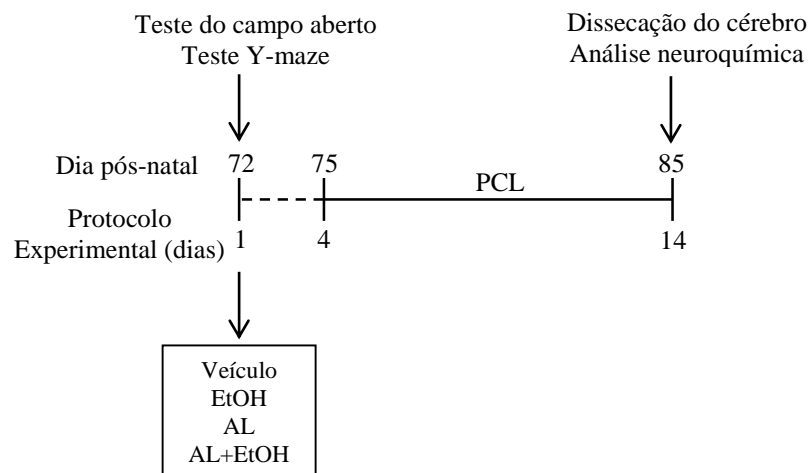 Teste do campo aberto
Teste Y-maze
Dissecação do cérebro
Análise neuroquímica
Dia pós-natal
72
75
85
PCL
Protocolo
Experimental (dias)
1
4
14
Veículo
EtOH
AL
AL+EtOH